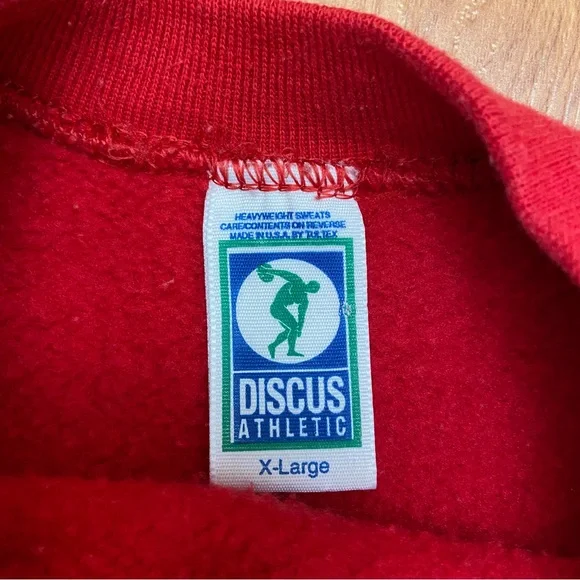 HEAVYWEIGHT SWEATS
CARE/CONTENTS ON REVERSE
MADE IN U.S.A. BY TULTEX
DISCUS
ATHLETIC
X-Large